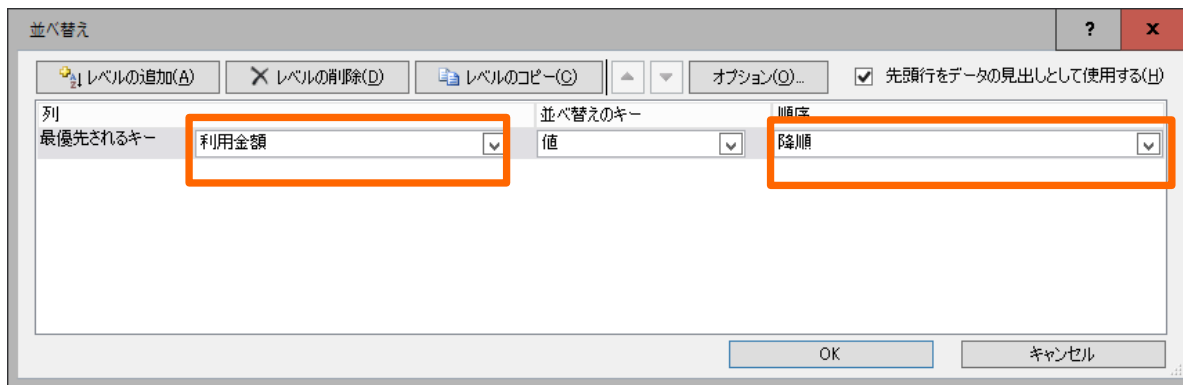 並べ替え
? x
レベルの追加(A) レベルの削除(D) レベルのコピー(C) オプション(O)... 先頭行をデータの見出しとして使用する(H)
列 並べ替えのキー 順序
最優先されるキー 利用金額 値 降順
OK キャンセル